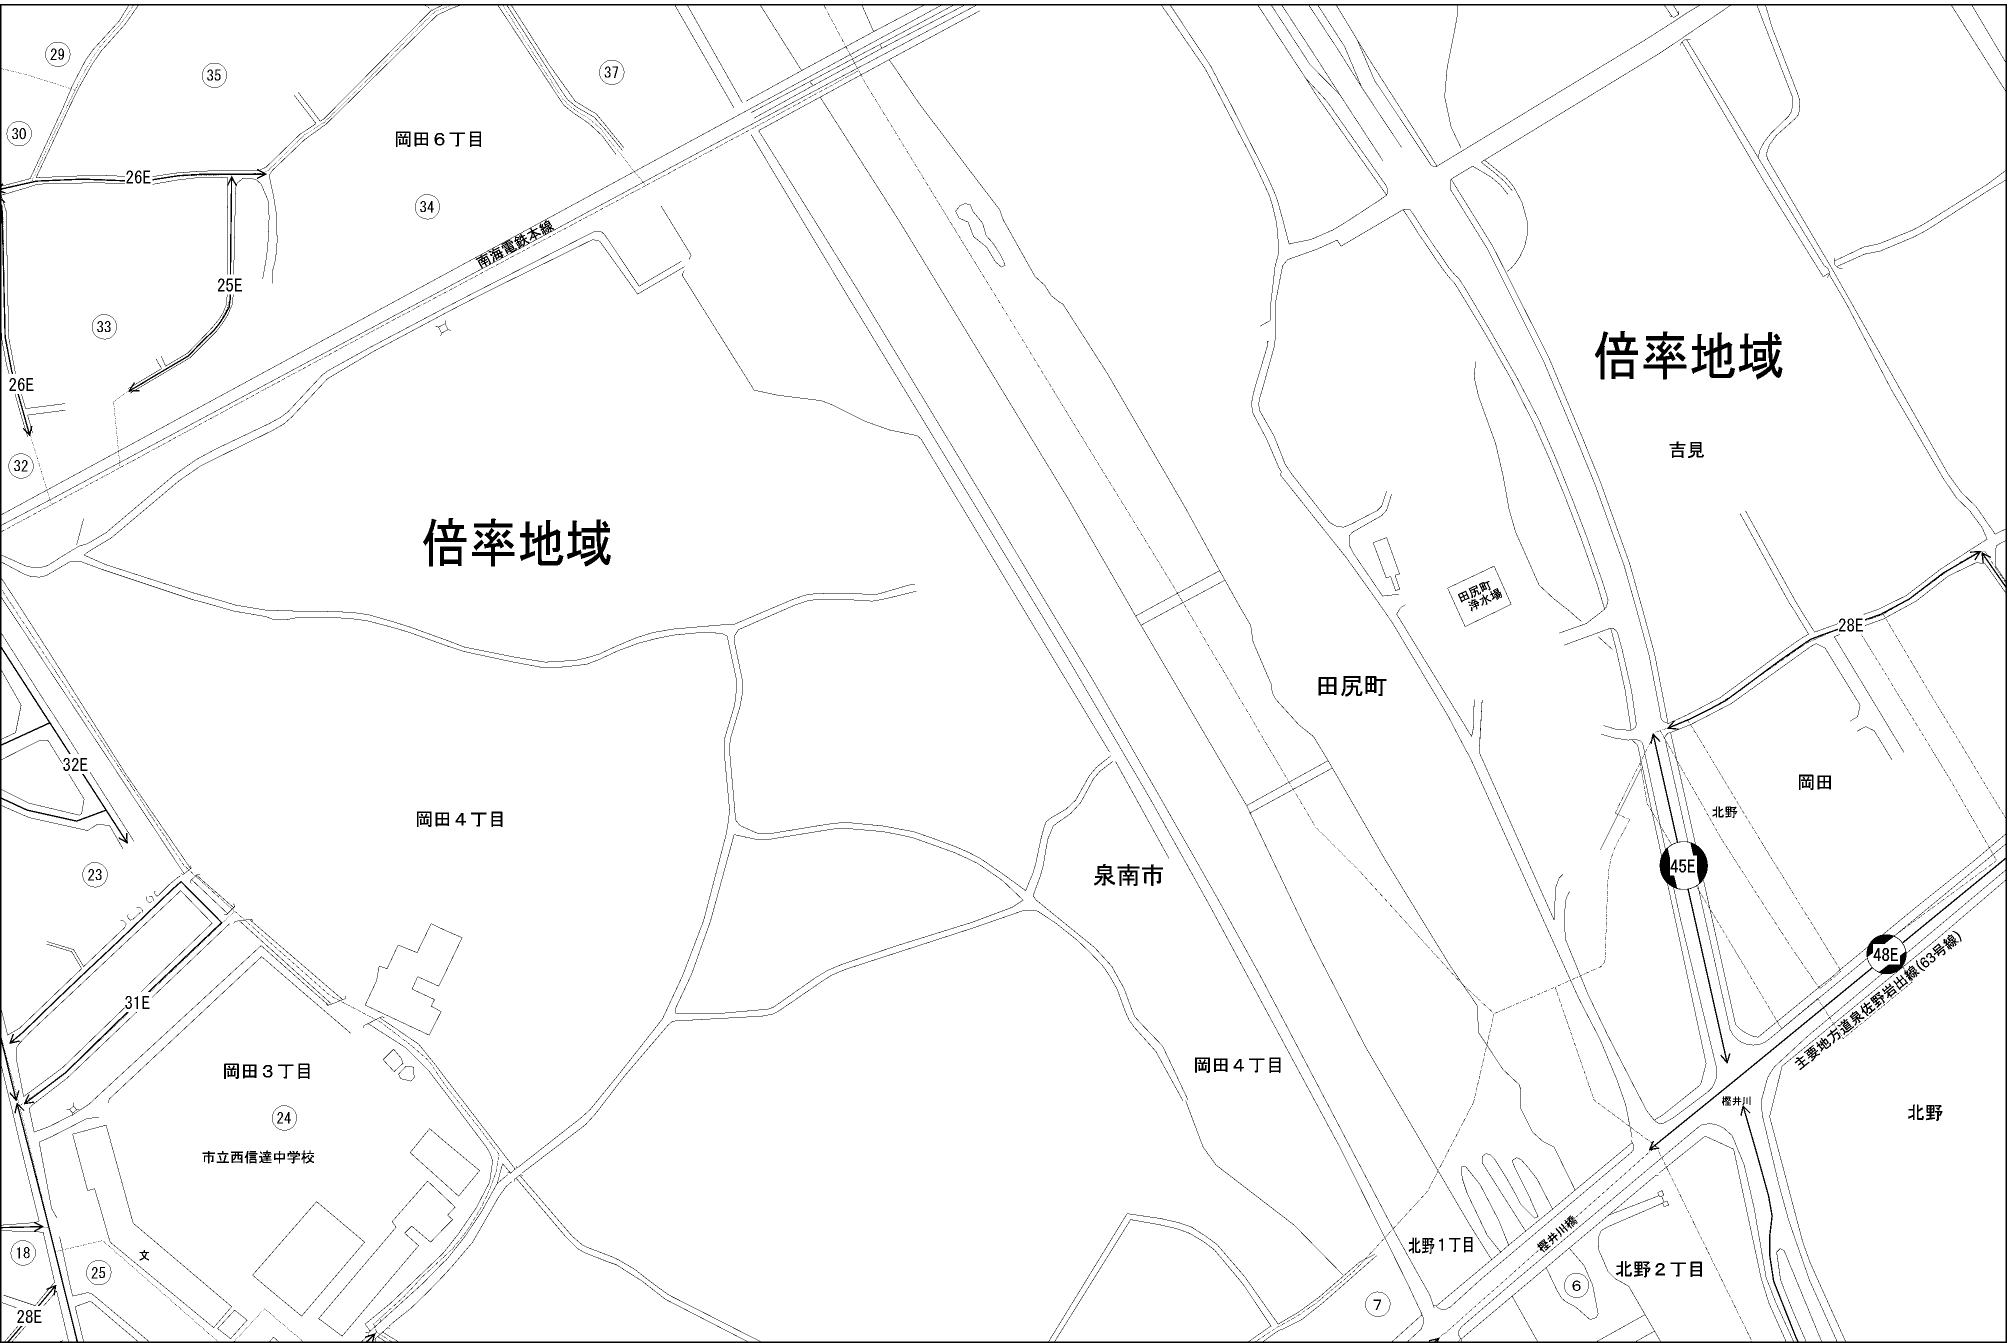 29
35
37
30
岡田６丁目
26E
34
南海電鉄本線
25E
33
倍率地域
26E
吉見
32
倍率地域
田尻町
浄水場
28E
田尻町
32E
岡田
北野
岡田４丁目
45E
23
泉南市
48E
主要地方道泉佐野岩出線(63号線)
31E
岡田３丁目
岡田４丁目
樫井川
24
北野
市立西信達中学校
樫井川橋
北野１丁目
18
文
25
北野２丁目
6
7
28E